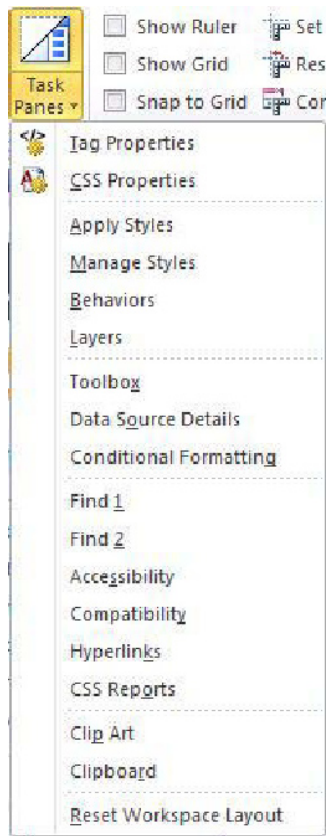 Show Ruler Set
Show Grid Res
Task
Panes Snap to Grid Cor
Tag Properties
CSS Properties
Apply Styles
Manage Styles
Behaviors
Layers
Toolbox
Data Source Details
Conditional Formatting
Find 1
Find 2
Accessibility
Compatibility
Hyperlinks
CSS Reports
Clip Art
Clipboard
Reset Workspace Layout